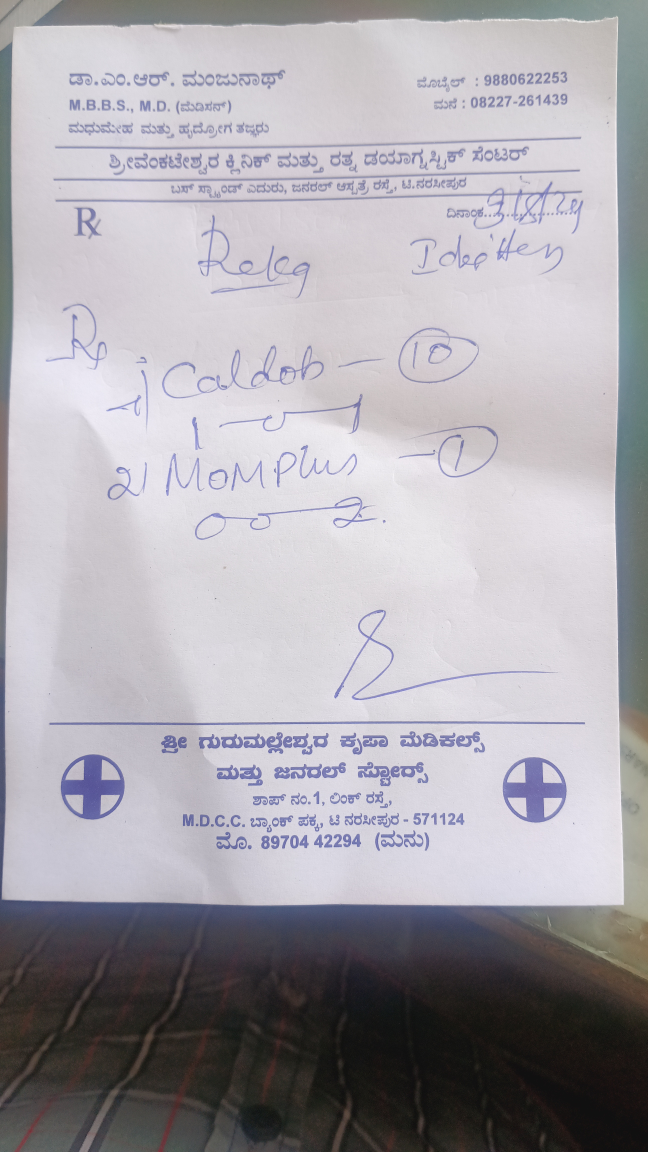 ಡಾ.ಎಂ.ಆರ್. ಮಂಜುನಾಥ್
ಮೊಬೈಲ್ : 9880622253
M.B.B.S., M.D. (ಮೆಡಿಸನ್)
ಮನೆ : 08227-261439
ಮಧುಮೇಹ ಮತ್ತು ಹೃದ್ರೋಗ ತಜ್ಞರು
ಶ್ರೀವೆಂಕಟೇಶ್ವರ ಕ್ಲಿನಿಕ್ ಮತ್ತು ರತ್ನ ಡಯಾಗ್ನಸ್ಟಿಕ್ ಸೆಂಟರ್
ಬಸ್ ಸ್ಟ್ಯಾಂಡ್ ಎದುರು, ಜನರಲ್ ಆಸ್ಪತ್ರೆ ರಸ್ತೆ, ಟಿ.ನರಸೀಪುರ
ದಿನಾಂಕ
Rx
Rx
1) Caldob — 10
1 — 0 — 1
2) MOM Plus — 1
0 — 0 — 2.
ಶ್ರೀ ಗುರುಮಲ್ಲೇಶ್ವರ ಕೃಪಾ ಮೆಡಿಕಲ್ಸ್
ಮತ್ತು ಜನರಲ್ ಸ್ಟೋರ್ಸ್
ಶಾಪ್ ನಂ.1, ಲಿಂಕ್ ರಸ್ತೆ,
M.D.C.C. ಬ್ಯಾಂಕ್ ಪಕ್ಕ, ಟಿ ನರಸೀಪುರ - 571124
ಮೊ. 89704 42294 (ಮನು)